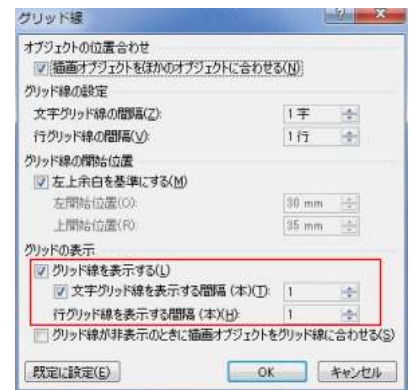 グリッド線
オブジェクトの位置合わせ
描画オブジェクトをほかのオブジェクトに合わせる(N)
グリッド線の設定
文字グリッド線の間隔(Z): 1 字
行グリッド線の間隔(V): 1 行
グリッド線の開始位置
左上余白を基準にする(M)
左開始位置(O): 30 mm
上開始位置(R): 35 mm
グリッドの表示
グリッド線を表示する(L)
文字グリッド線を表示する間隔 (本)(T): 1
行グリッド線を表示する間隔 (本)(H): 1
グリッド線が非表示のときに描画オブジェクトをグリッド線に合わせる(S)
既定に設定(E) OK キャンセル